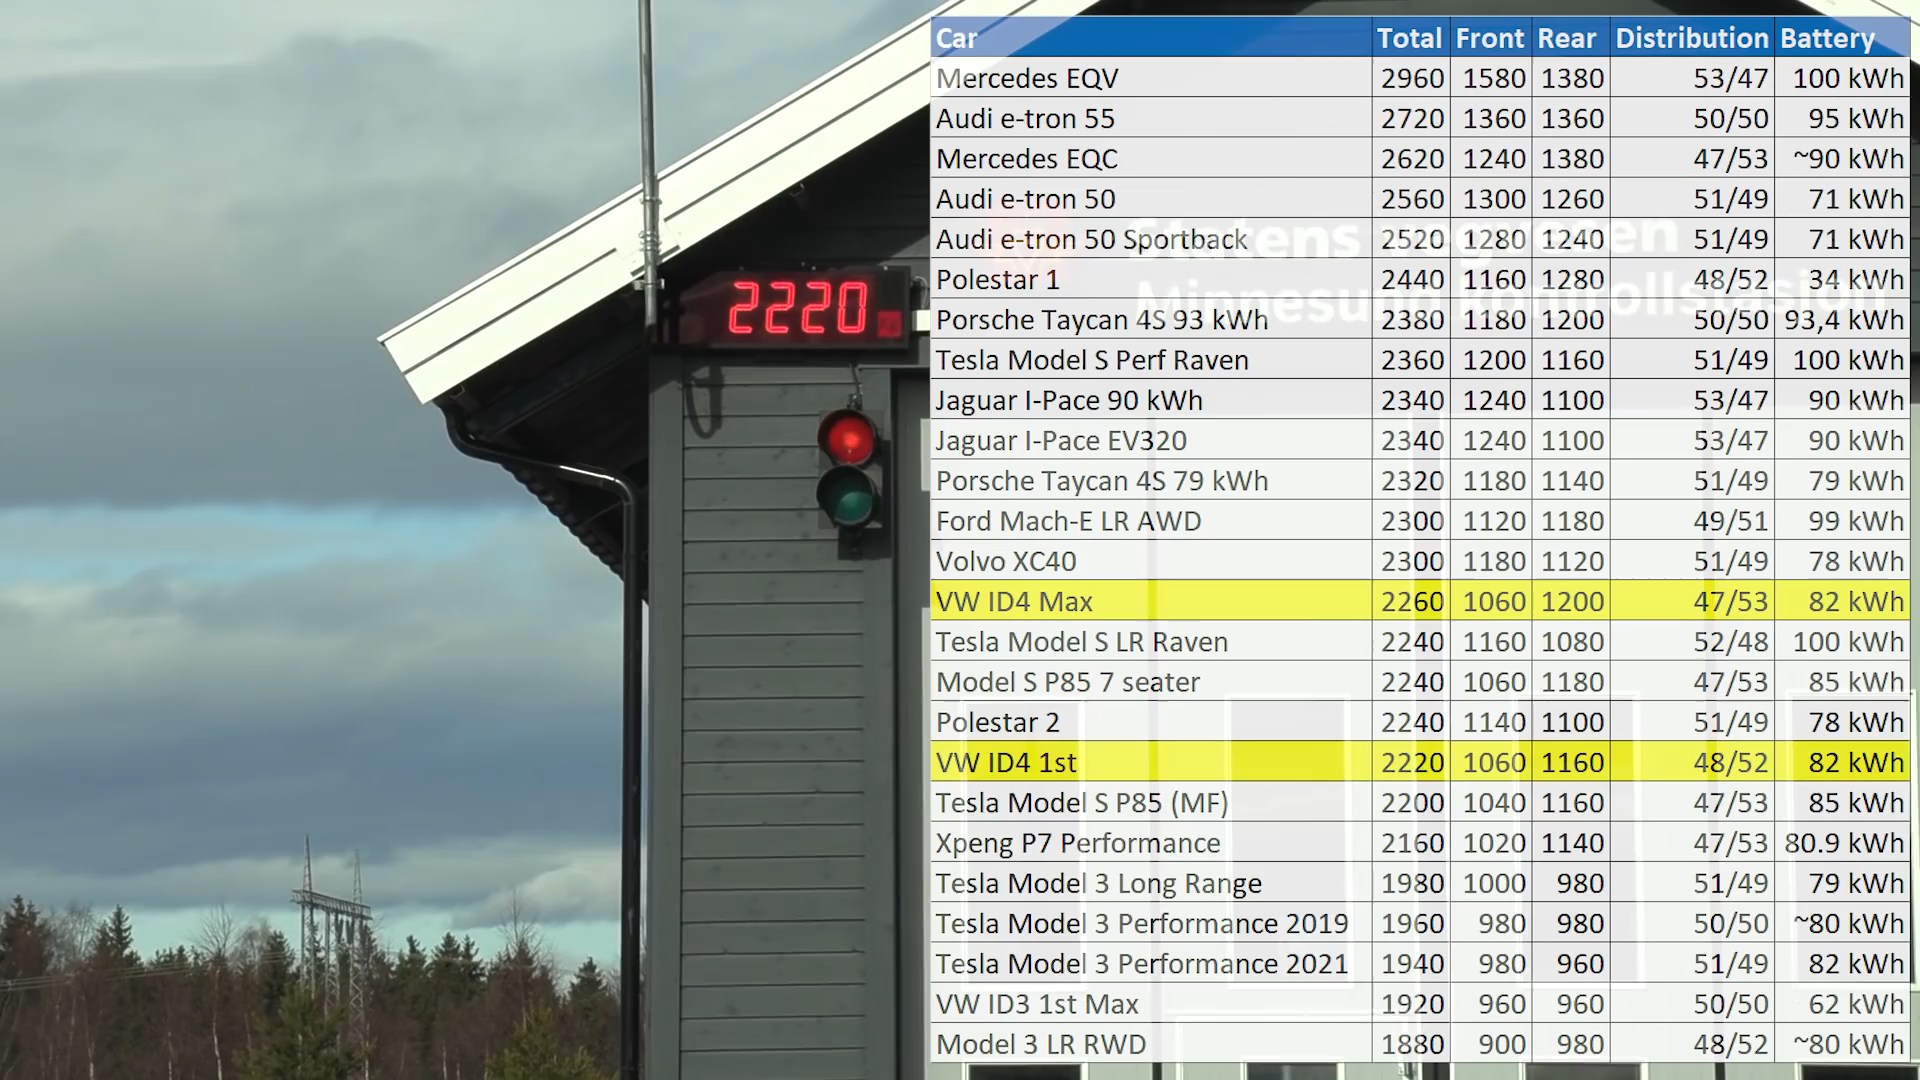 2220
Statens vegvesen
Minnesund kontrollstasjon
Car Total Front Rear Distribution Battery
Mercedes EQV 2960 1580 1380 53/47 100 kWh
Audi e-tron 55 2720 1360 1360 50/50 95 kWh
Mercedes EQC 2620 1240 1380 47/53 ~90 kWh
Audi e-tron 50 2560 1300 1260 51/49 71 kWh
Audi e-tron 50 Sportback 2520 1280 1240 51/49 71 kWh
Polestar 1 2440 1160 1280 48/52 34 kWh
Porsche Taycan 4S 93 kWh 2380 1180 1200 50/50 93,4 kWh
Tesla Model S Perf Raven 2360 1200 1160 51/49 100 kWh
Jaguar I-Pace 90 kWh 2340 1240 1100 53/47 90 kWh
Jaguar I-Pace EV320 2340 1240 1100 53/47 90 kWh
Porsche Taycan 4S 79 kWh 2320 1180 1140 51/49 79 kWh
Ford Mach-E LR AWD 2300 1120 1180 49/51 99 kWh
Volvo XC40 2300 1180 1120 51/49 78 kWh
VW ID4 Max 2260 1060 1200 47/53 82 kWh
Tesla Model S LR Raven 2240 1160 1080 52/48 100 kWh
Model S P85 7 seater 2240 1060 1180 47/53 85 kWh
Polestar 2 2240 1140 1100 51/49 78 kWh
VW ID4 1st 2220 1060 1160 48/52 82 kWh
Tesla Model S P85 (MF) 2200 1040 1160 47/53 85 kWh
Xpeng P7 Performance 2160 1020 1140 47/53 80.9 kWh
Tesla Model 3 Long Range 1980 1000 980 51/49 79 kWh
Tesla Model 3 Performance 2019 1960 980 980 50/50 ~80 kWh
Tesla Model 3 Performance 2021 1940 980 960 51/49 82 kWh
VW ID3 1st Max 1920 960 960 50/50 62 kWh
Model 3 LR RWD 1880 900 980 48/52 ~80 kWh